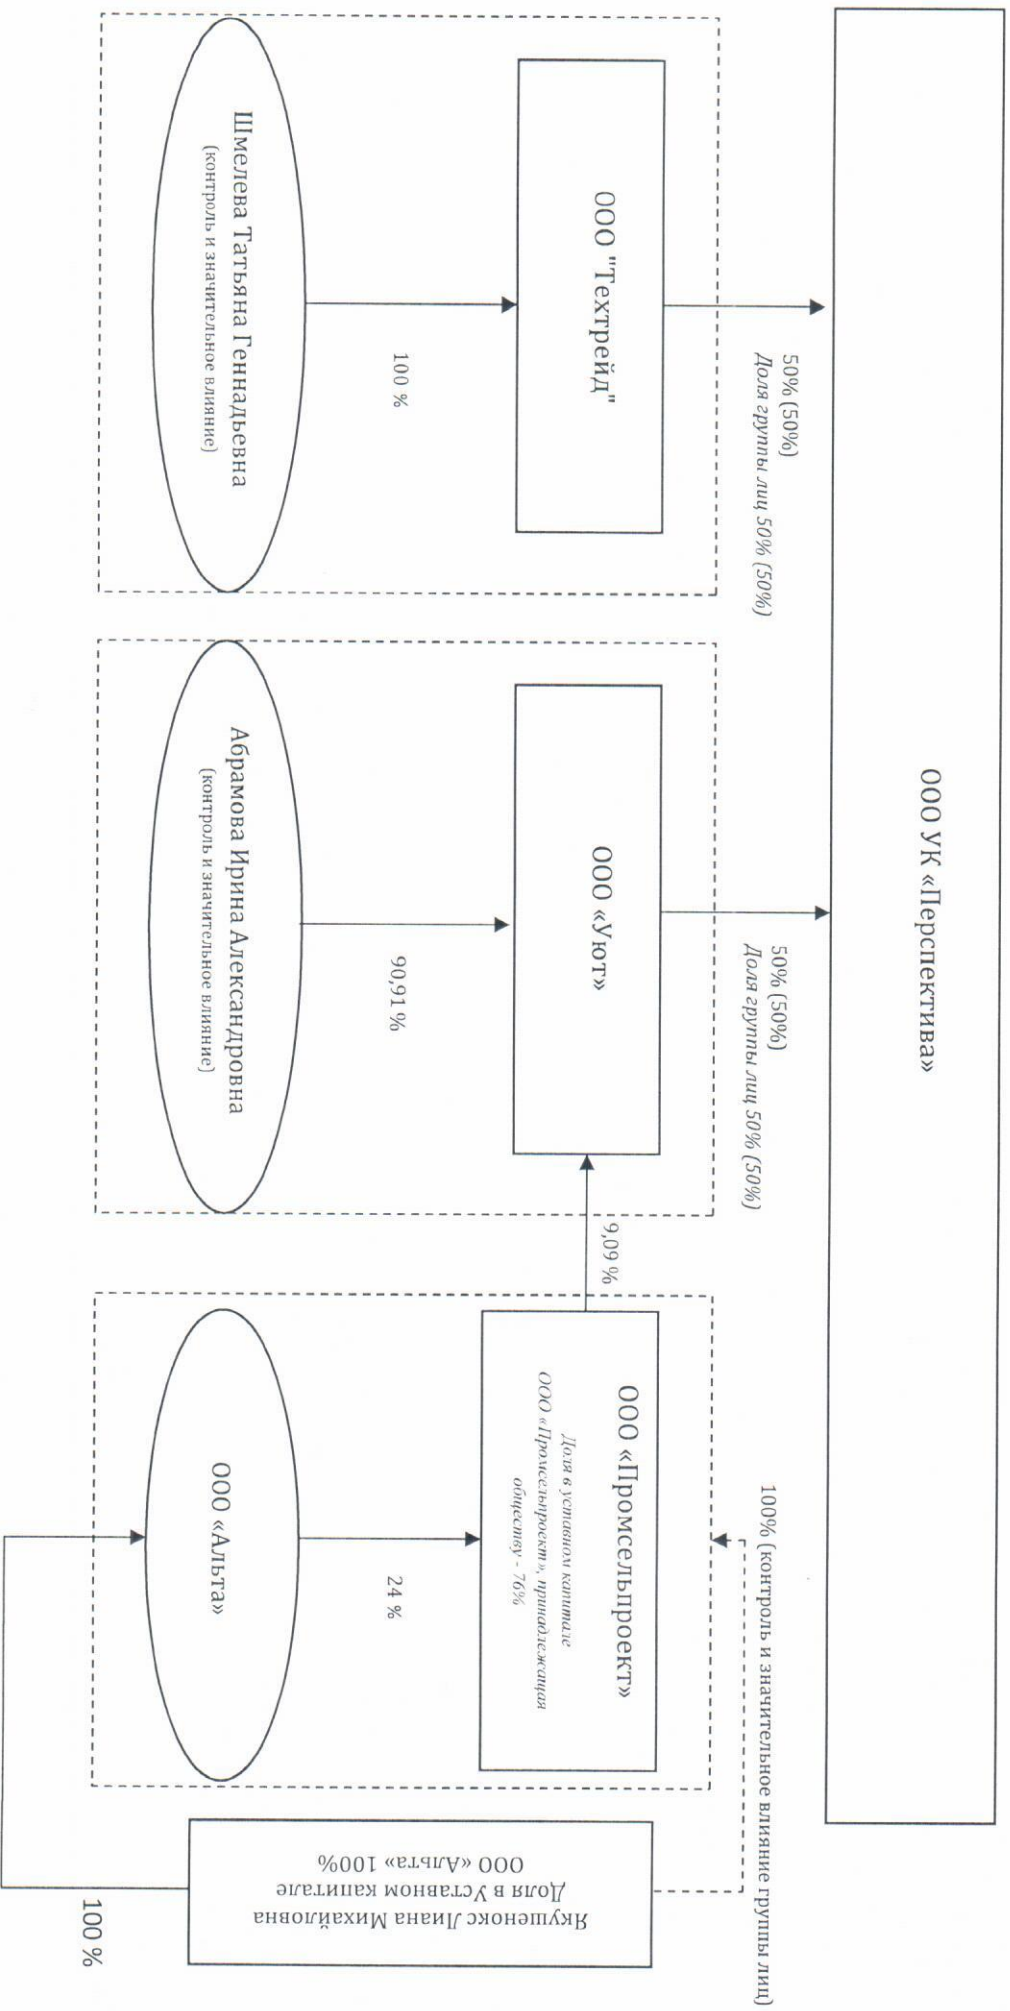 ООО УК «Перспектива»
50% (50%)
Доля группы лиц 50% (50%)
50% (50%)
Доля группы лиц 50% (50%)
100% (контроль и значительное влияние группы лиц)
ООО "Техтрейд"
ООО «Уют»
9,09 %
ООО «Промсельпроект»
Доля в уставном капитале
ООО «Промсельпроект», принадлежащая
обществу - 76%
100 %
90,91 %
24 %
Шмелева Татьяна Геннадьевна
(контроль и значительное влияние)
Абрамова Ирина Александровна
(контроль и значительное влияние)
ООО «Альта»
Якушенокс Лиана Михайловна
Доля в Уставном капитале
ООО «Альта» 100%
100 %